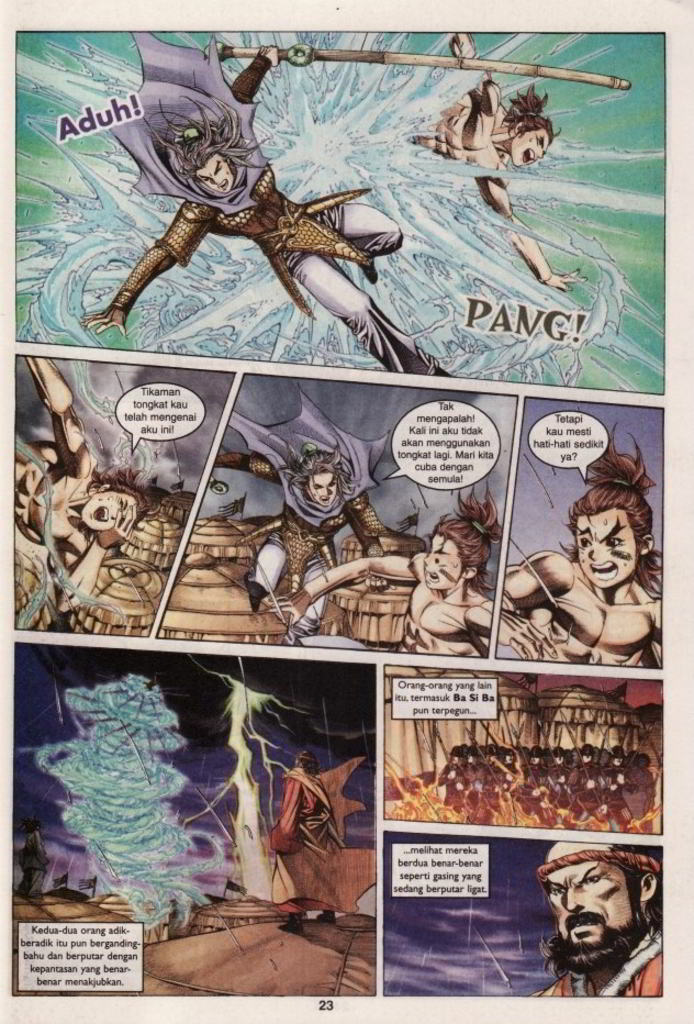 Aduh!
PANG!
Tikaman
tongkat kau
telah mengenai
aku ini!
Tak
mengapalah!
Kali ini aku tidak
akan menggunakan
tongkat lagi. Mari kita
cuba dengan
semula!
Tetapi
kau mesti
hati-hati sedikit
ya?
Kedua-dua orang adik-
beradik itu pun berganding-
bahu dan berputar dengan
kepantasan yang benar-
benar menakjubkan.
Orang-orang yang lain
itu, termasuk Ba Si Ba
pun terpegun...
...melihat mereka
berdua benar-benar
seperti gasing yang
sedang berputar ligat.
23